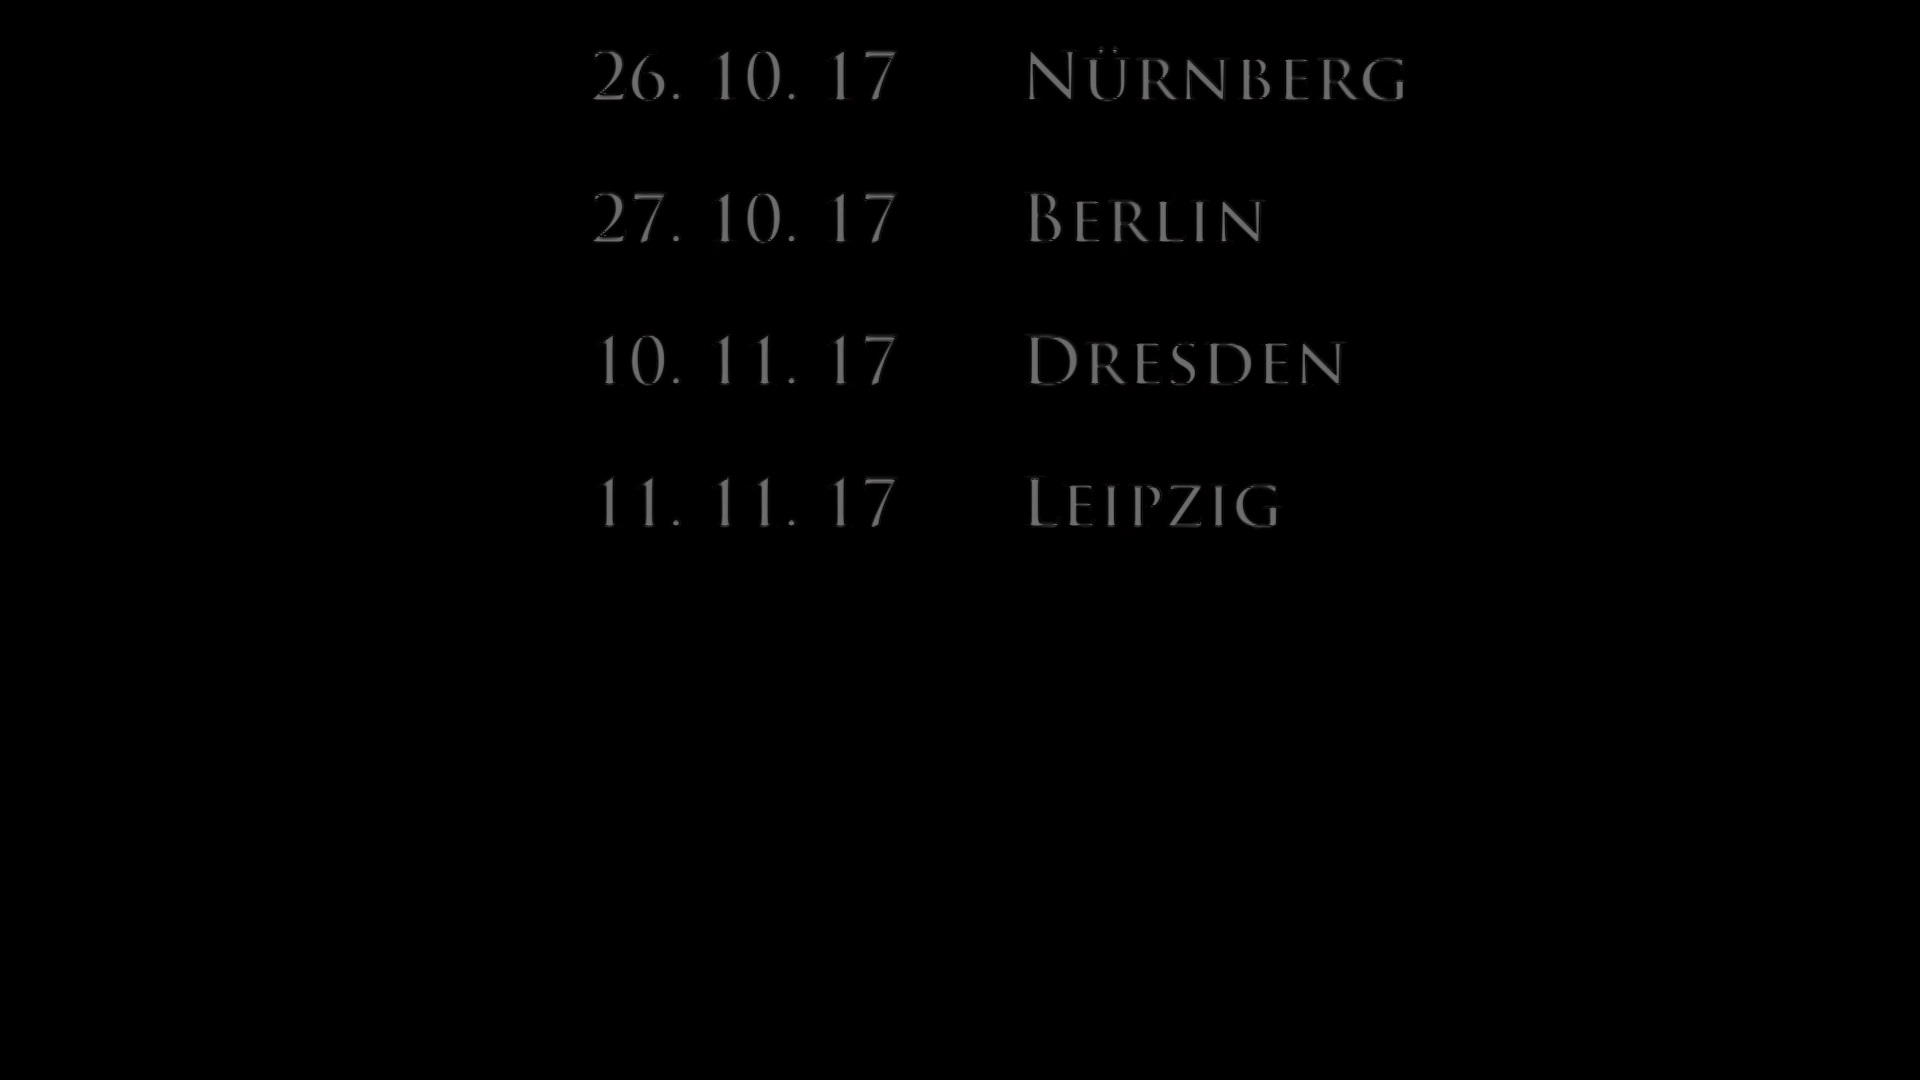 26. 10. 17 Nürnberg
27. 10. 17 Berlin
10. 11. 17 Dresden
11. 11. 17 Leipzig